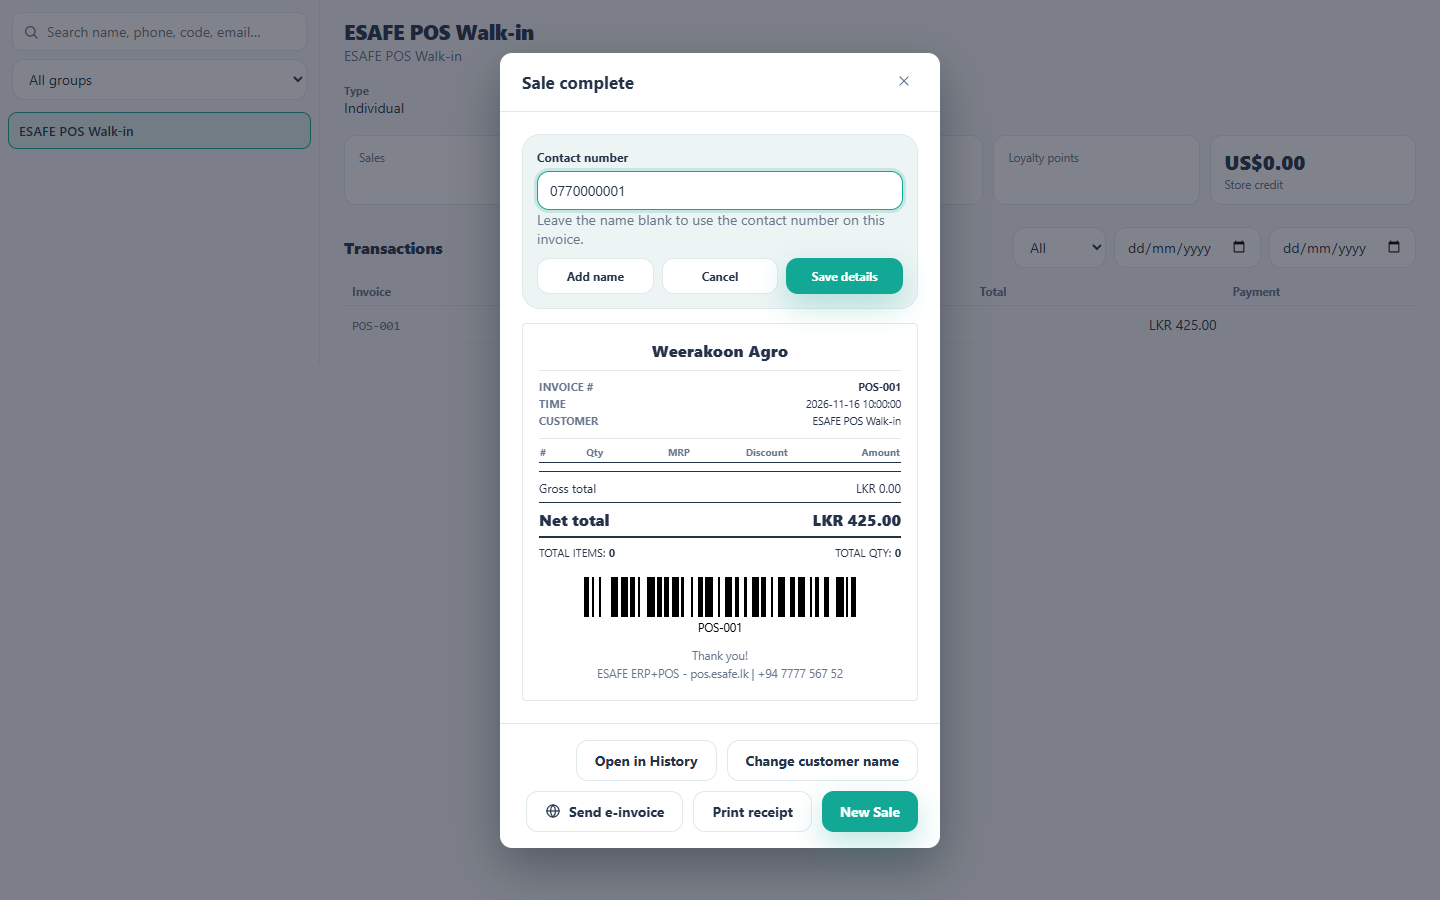 Search name, phone, code, email...
All groups
ESAFE POS Walk-in
ESAFE POS Walk-in
ESAFE POS Walk-in
Type
Individual
Sales
Loyalty points
US$0.00
Store credit
Transactions
All
dd/mm/yyyy
dd/mm/yyyy
Invoice
Total
Payment
POS-001
LKR 425.00
Sale complete
Contact number
0770000001
Leave the name blank to use the contact number on this
invoice.
Add name
Cancel
Save details
Weerakoon Agro
INVOICE # POS-001
TIME 2026-11-16 10:00:00
CUSTOMER ESAFE POS Walk-in
# Qty MRP Discount Amount
Gross total LKR 0.00
Net total LKR 425.00
TOTAL ITEMS: 0 TOTAL QTY: 0
POS-001
Thank you!
ESAFE ERP+POS - pos.esafe.lk | +94 7777 567 52
Open in History
Change customer name
Send e-invoice
Print receipt
New Sale